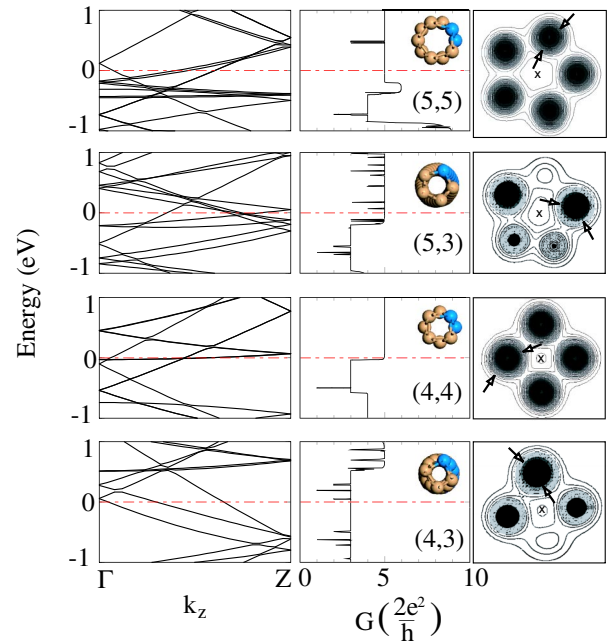 1
0
-1
(5,5)
x
1
0
-1
(5,3)
x
Energy (eV)
1
0
-1
(4,4)
x
1
0
-1
(4,3)
x
Γ Z 0 5 10
k_z G(2e²/h)